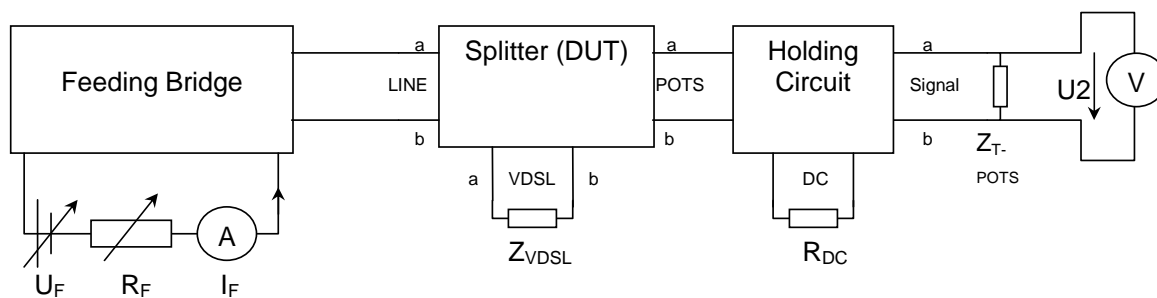 Feeding Bridge
a
LINE
b
Splitter (DUT)
a
POTS
b
Holding
Circuit
a
Signal
b
U2
V
Z_T-
POTS
a
VDSL
b
Z_VDSL
DC
R_DC
A
U_F
R_F
I_F